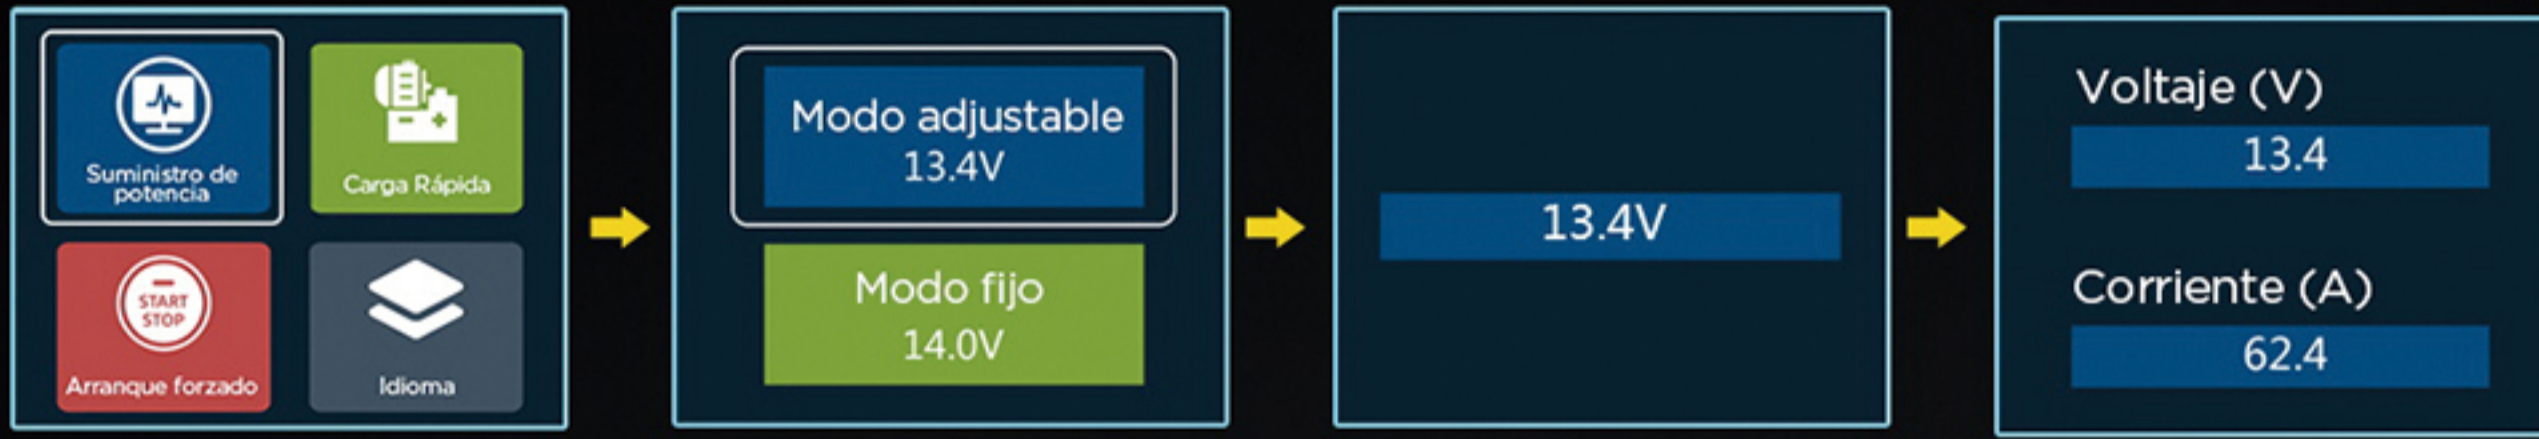 Suministro de
potencia
Carga Rápida
START
STOP
Arranque forzado
Idioma
Modo adjustable
13.4V
Modo fijo
14.0V
13.4V
Voltaje (V)
13.4
Corriente (A)
62.4